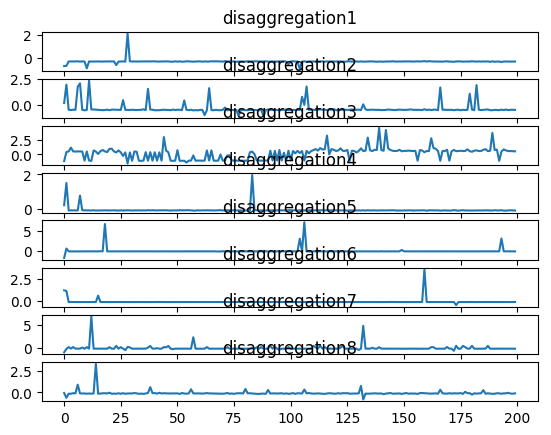 disaggregation1
2
0
disaggregation2
2.5
0.0
disaggregation3
2.5
0.0
disaggregation4
2
0
disaggregation5
5
0
disaggregation6
2.5
0.0
disaggregation7
5
0
disaggregation8
2.5
0.0
0 25 50 75 100 125 150 175 200